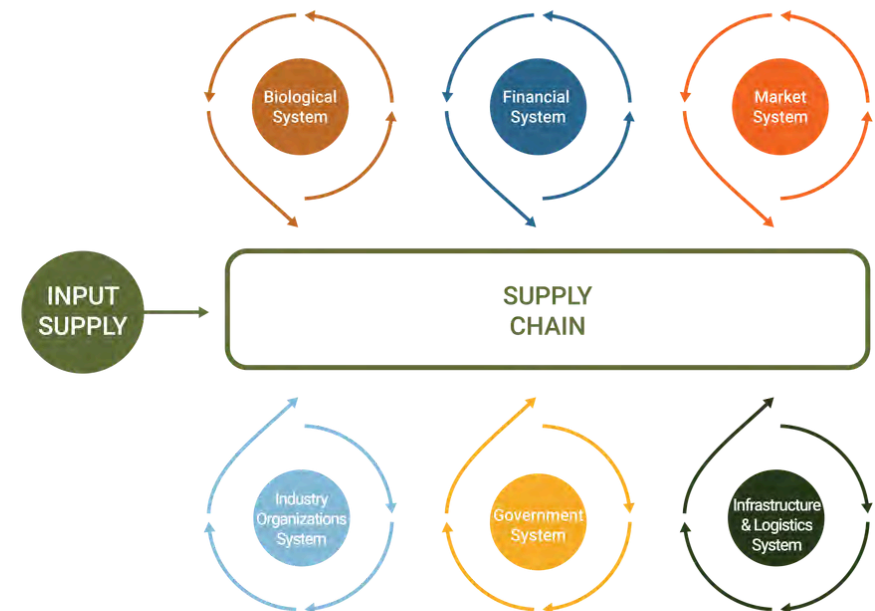 Biological
System
Financial
System
Market
System
INPUT
SUPPLY
SUPPLY
CHAIN
Industry
Organizations
System
Government
System
Infrastructure
& Logistics
System